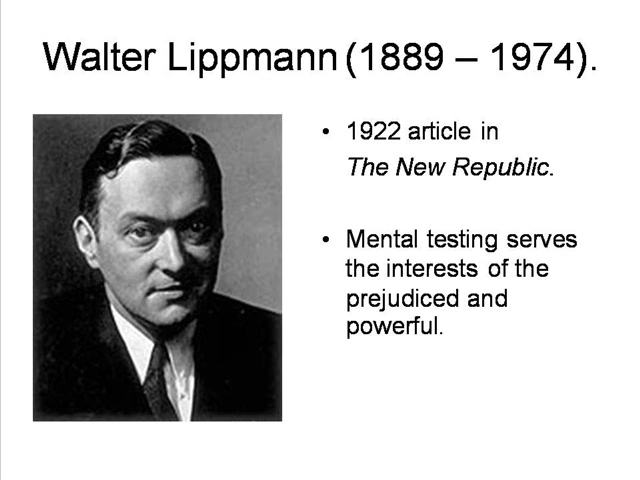 Walter Lippmann (1889 – 1974).
• 1922 article in
The New Republic.
• Mental testing serves
the interests of the
prejudiced and
powerful.